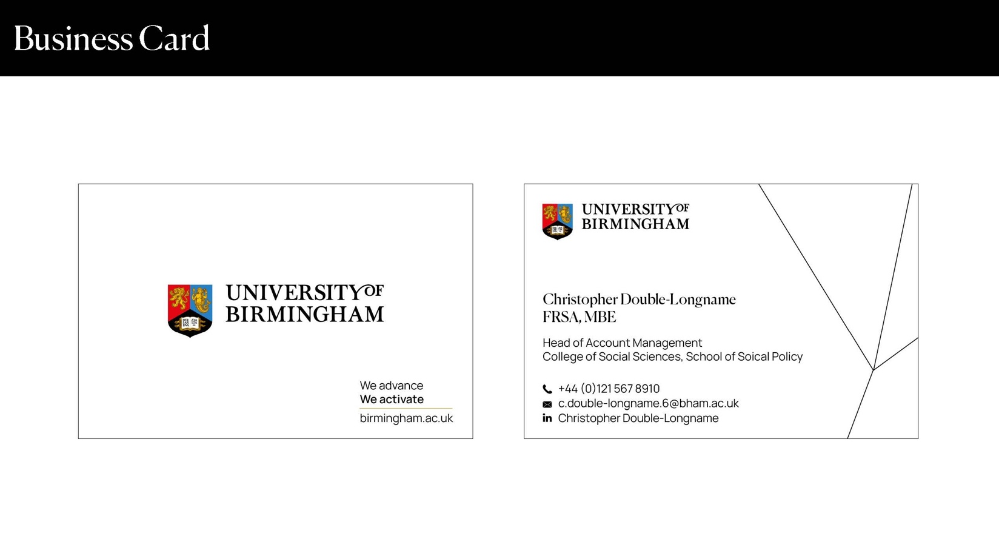 Business Card
UNIVERSITY OF
BIRMINGHAM
We advance
We activate
birmingham.ac.uk
UNIVERSITY OF
BIRMINGHAM
Christopher Double-Longname
FRSA, MBE
Head of Account Management
College of Social Sciences, School of Soical Policy
+44 (0)121 567 8910
c.double-longname.6@bham.ac.uk
in Christopher Double-Longname